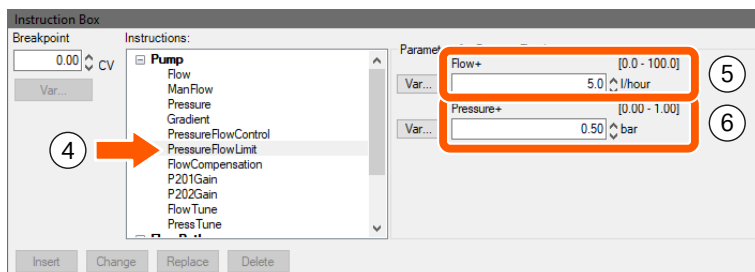 Instruction Box
Breakpoint
0.00 CV
Var...
Instructions:
Pump
Flow
ManFlow
Pressure
Gradient
PressureFlowControl
PressureFlowLimit
FlowCompensation
P201Gain
P202Gain
FlowTune
PressTune
4
Flow+ [0.0 - 100.0]
Var... 5.0 l/hour
5
Pressure+ [0.00 - 1.00]
Var... 0.50 bar
6
Insert Change Replace Delete